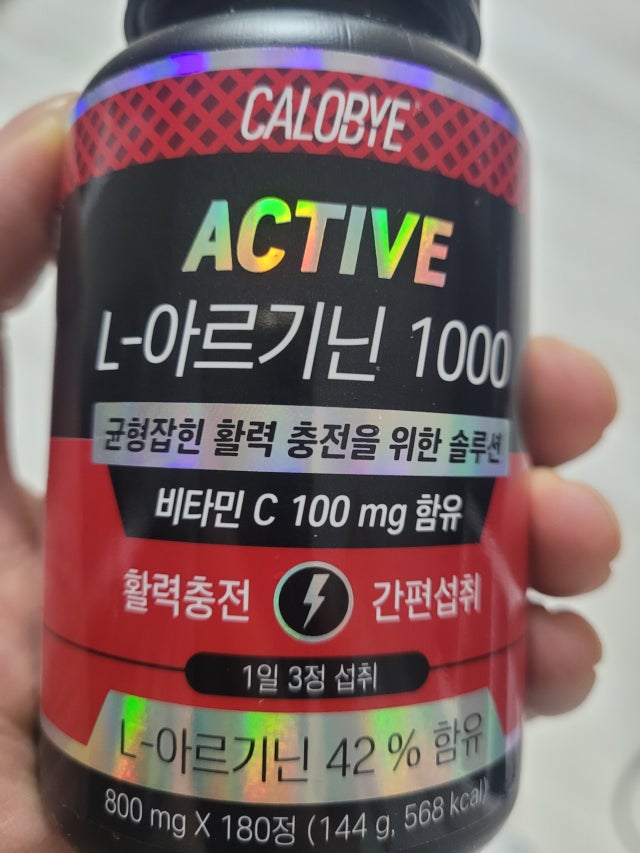 CALOBYE
ACTIVE
L-아르기닌 1000
균형잡힌 활력 충전을 위한 솔루션
비타민 C 100 mg 함유
활력충전 간편섭취
1일 3정 섭취
L-아르기닌 42 % 함유
800 mg X 180정 (144 g, 568 kcal)